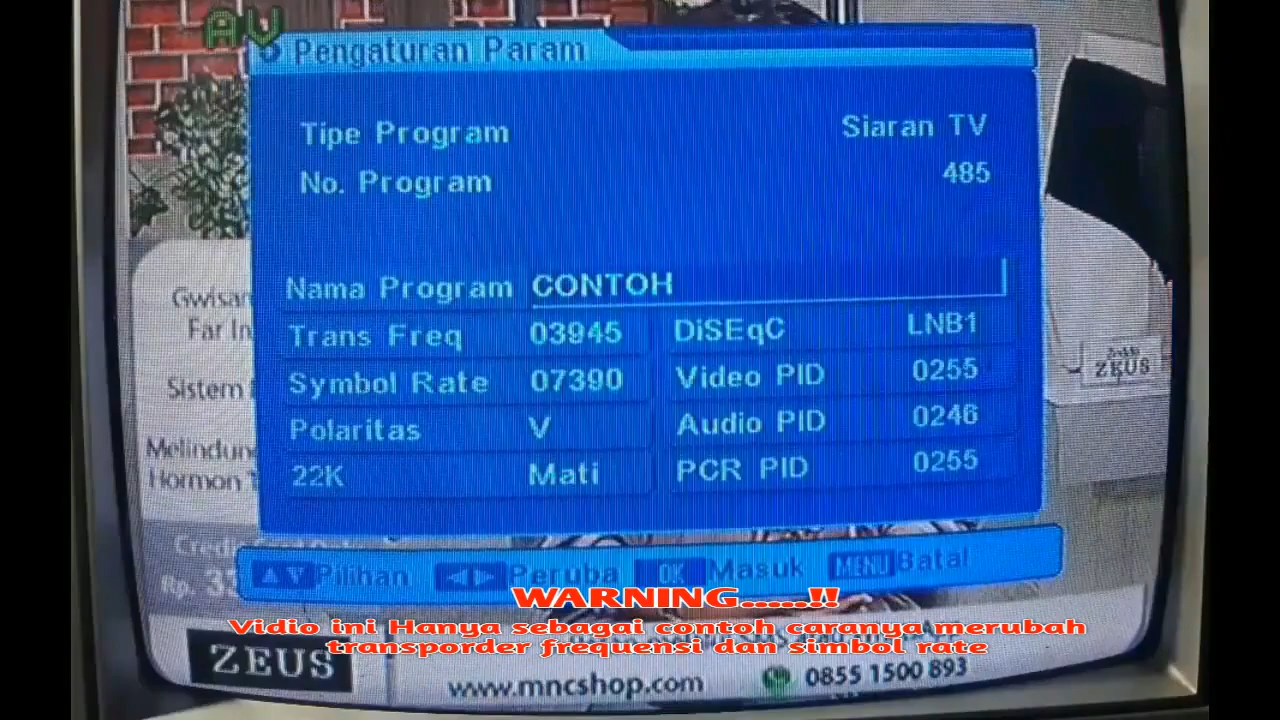 AV
Pengaturan Param
Tipe Program Siaran TV
No. Program 485
Nama Program CONTOH
Trans Freq 03945 DiSEqC LNB1
Symbol Rate 07390 Video PID 0255
Polaritas V Audio PID 0246
22K Mati PCR PID 0255
Gwisan
Far In
Sistem
Melindun
Hormon
ZEUS
Rp.
Pilihan Peruba OK Masuk MENU Batal
WARNING.....!!
Vidio ini Hanya sebagai contoh caranya merubah
transporder frequensi dan simbol rate
ZEUS
www.mncshop.com 0855 1500 893